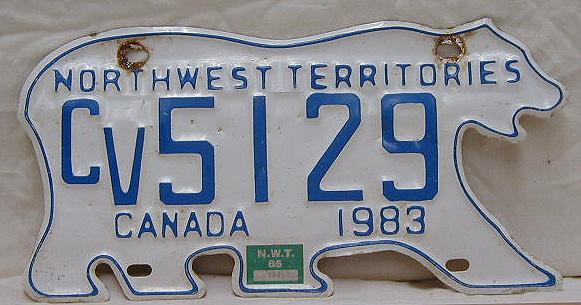 NORTHWEST TERRITORIES
CV5129
CANADA 1983
N.W.T.
85